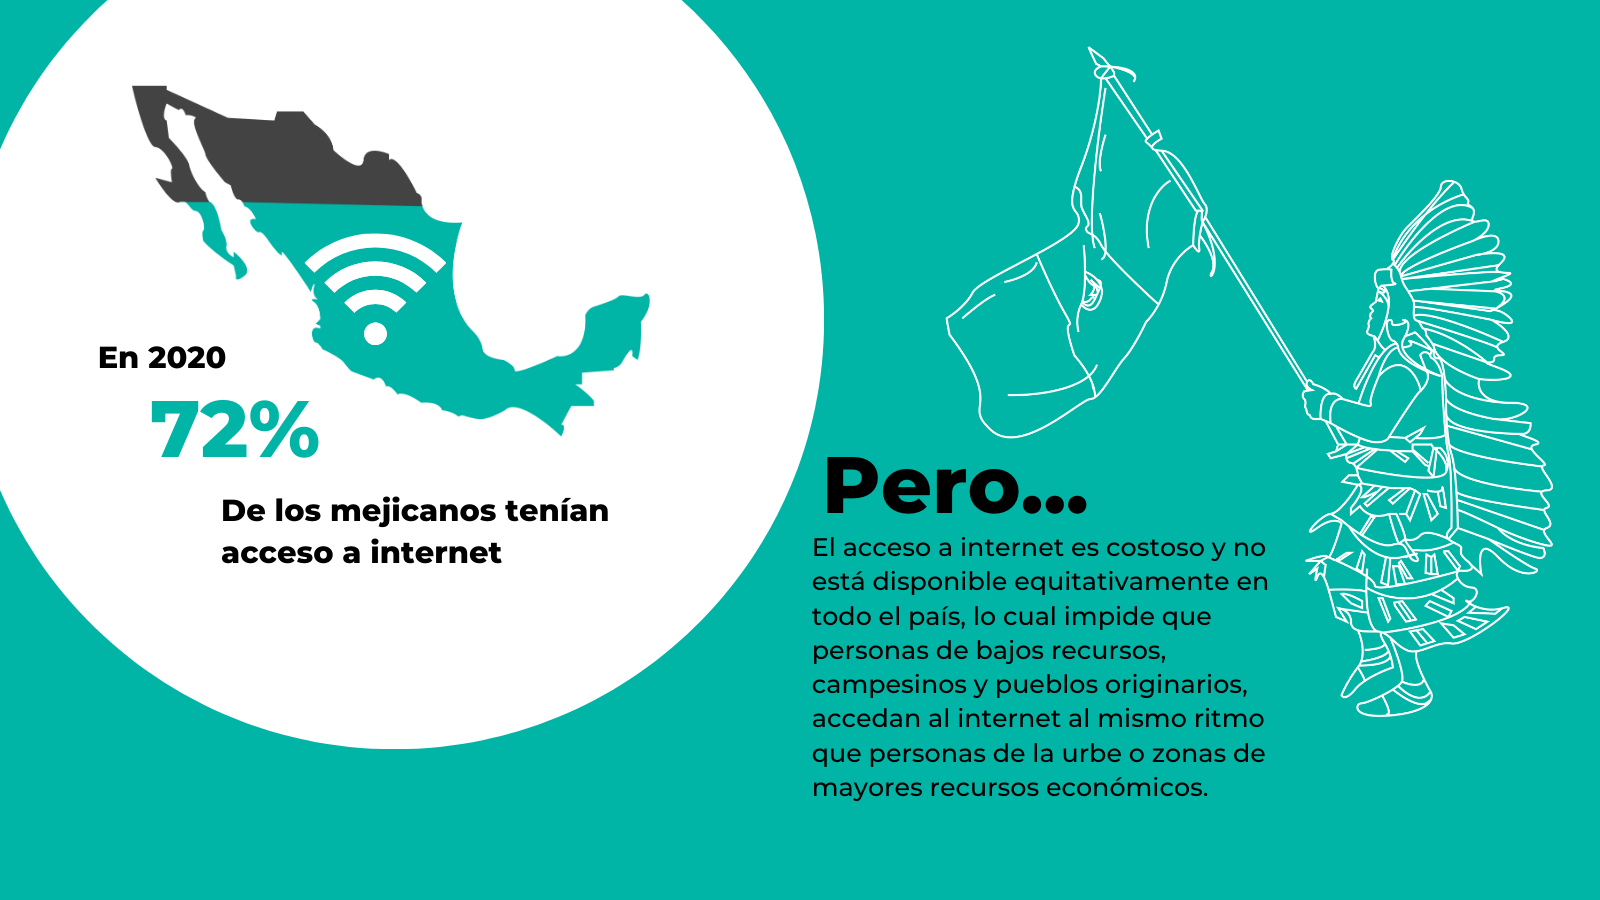 En 2020
72%
De los mejicanos tenían
acceso a internet
Pero...
El acceso a internet es costoso y no
está disponible equitativamente en
todo el país, lo cual impide que
personas de bajos recursos,
campesinos y pueblos originarios,
accedan al internet al mismo ritmo
que personas de la urbe o zonas de
mayores recursos económicos.